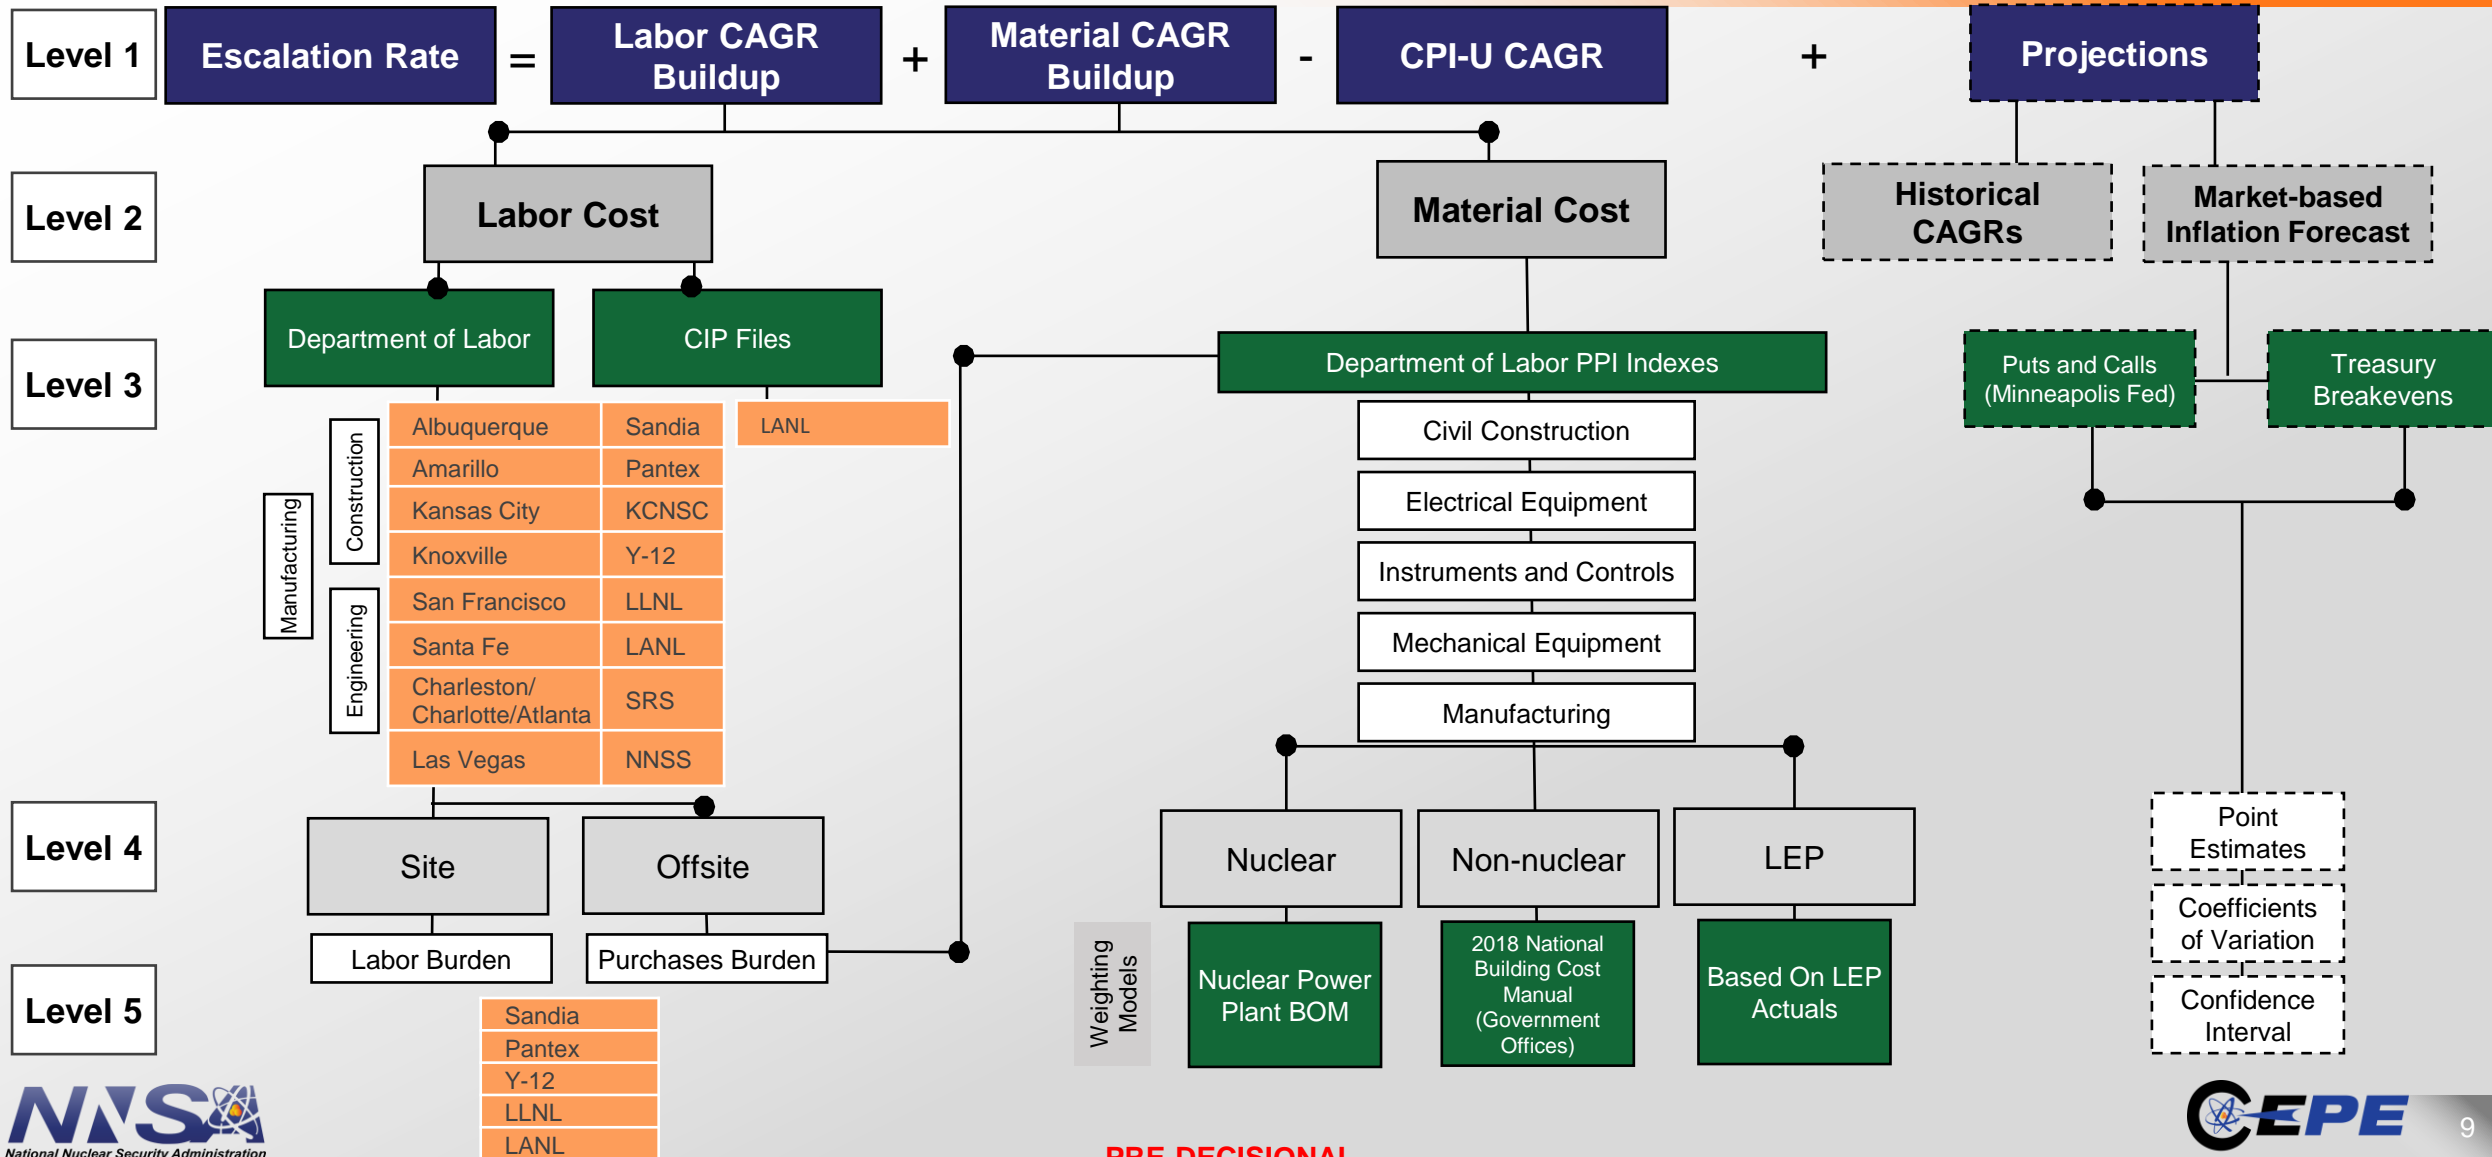 Level 1
Escalation Rate
=
Labor CAGR
Buildup
+
Material CAGR
Buildup
-
CPI-U CAGR
+
Projections
Level 2
Labor Cost
Material Cost
Historical
CAGRs
Market-based
Inflation Forecast
Level 3
Department of Labor
CIP Files
Department of Labor PPI Indexes
Puts and Calls
(Minneapolis Fed)
Treasury
Breakevens
Manufacturing
Construction
Engineering
Albuquerque Sandia
Amarillo Pantex
Kansas City KCNSC
Knoxville Y-12
San Francisco LLNL
Santa Fe LANL
Charleston/
Charlotte/Atlanta SRS
Las Vegas NNSS
LANL
Civil Construction
Electrical Equipment
Instruments and Controls
Mechanical Equipment
Manufacturing
Level 4
Site
Offsite
Nuclear
Non-nuclear
LEP
Point
Estimates
Coefficients
of Variation
Confidence
Interval
Labor Burden
Purchases Burden
Level 5
Weighting
Models
Nuclear Power
Plant BOM
2018 National
Building Cost
Manual
(Government
Offices)
Based On LEP
Actuals
Sandia
Pantex
Y-12
LLNL
LANL
NNSA
National Nuclear Security Administration
PRE-DECISIONAL
CEPE
9